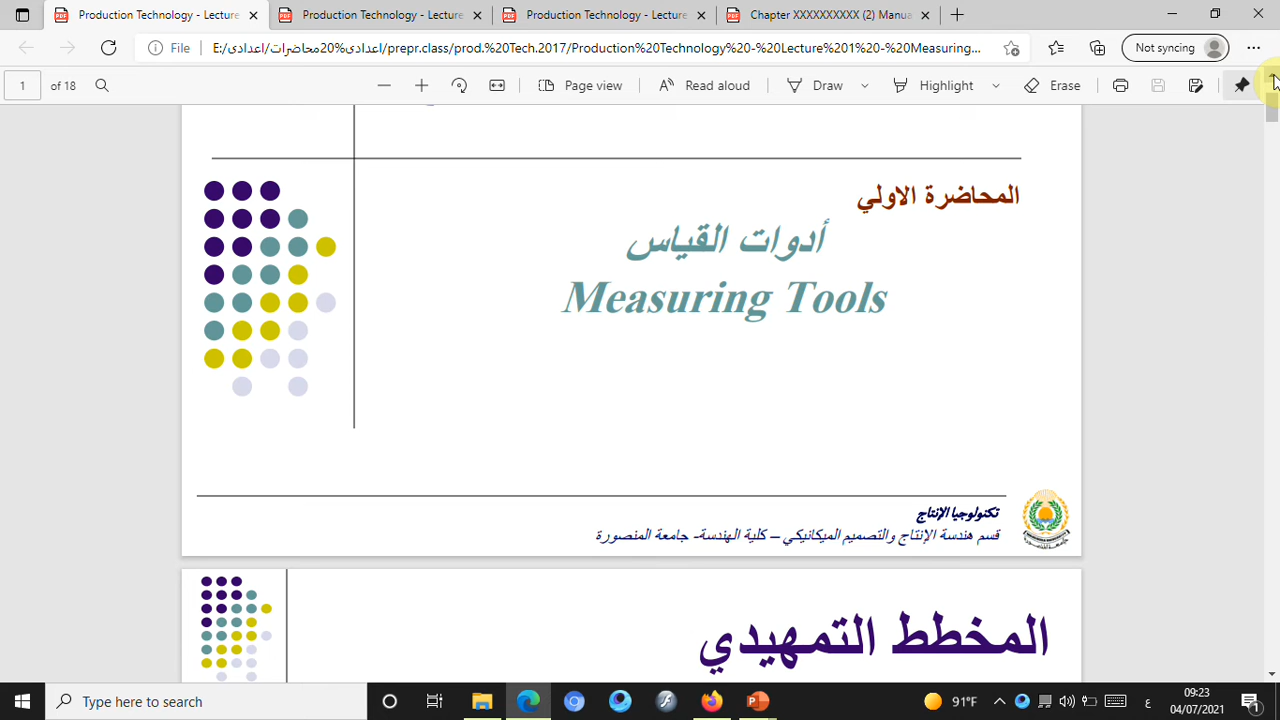 Production Technology - Lecture
Production Technology - Lecture
Production Technology - Lecture
Chapter XXXXXXXXXX (2) Manua
File
E:/اعدادى/محاضرات%20اعدادى/prepr.class/prod.%20Tech.2017/Production%20Technology%20-%20Lecture%201%20-%20Measuring...
Not syncing
1 of 18
Page view
Read aloud
Draw
Highlight
Erase
المحاضرة الاولي
أدوات القياس
Measuring Tools
تكنولوجيا الإنتاج
قسم هندسة الإنتاج والتصميم الميكانيكي – كلية الهندسة- جامعة المنصورة
المخطط التمهيدي
Type here to search
91°F
ع
09:23
04/07/2021
1